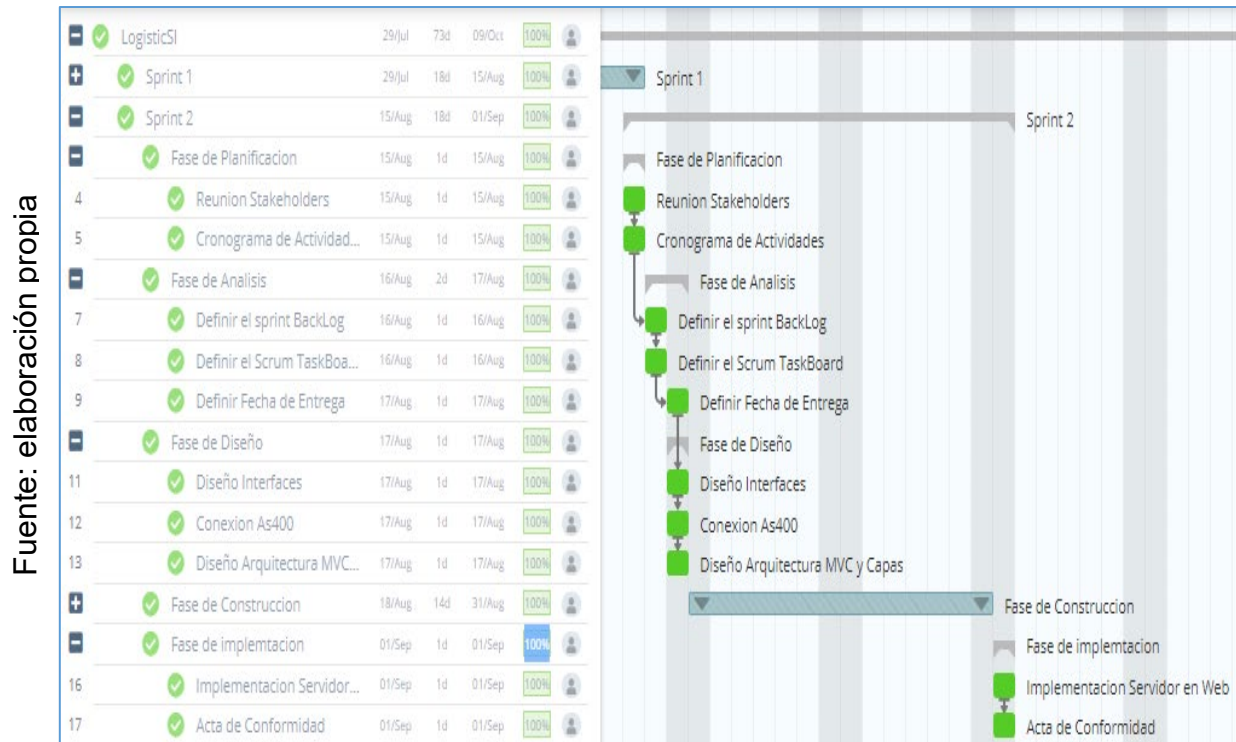 Fuente: elaboración propia
LogisticSI 29/Jul 73d 09/Oct 100%
Sprint 1 29/Jul 18d 15/Aug 100% Sprint 1
Sprint 2 15/Aug 18d 01/Sep 100% Sprint 2
Fase de Planificacion 15/Aug 1d 15/Aug 100% Fase de Planificacion
4 Reunion Stakeholders 15/Aug 1d 15/Aug 100% Reunion Stakeholders
5 Cronograma de Actividad... 15/Aug 1d 15/Aug 100% Cronograma de Actividades
Fase de Analisis 16/Aug 2d 17/Aug 100% Fase de Analisis
7 Definir el sprint BackLog 16/Aug 1d 16/Aug 100% Definir el sprint BackLog
8 Definir el Scrum TaskBoa... 16/Aug 1d 16/Aug 100% Definir el Scrum TaskBoard
9 Definir Fecha de Entrega 17/Aug 1d 17/Aug 100% Definir Fecha de Entrega
Fase de Diseño 17/Aug 1d 17/Aug 100% Fase de Diseño
11 Diseño Interfaces 17/Aug 1d 17/Aug 100% Diseño Interfaces
12 Conexion As400 17/Aug 1d 17/Aug 100% Conexion As400
13 Diseño Arquitectura MVC... 17/Aug 1d 17/Aug 100% Diseño Arquitectura MVC y Capas
Fase de Construccion 18/Aug 14d 31/Aug 100% Fase de Construccion
Fase de implemtacion 01/Sep 1d 01/Sep 100% Fase de implemtacion
16 Implementacion Servidor... 01/Sep 1d 01/Sep 100% Implementacion Servidor en Web
17 Acta de Conformidad 01/Sep 1d 01/Sep 100% Acta de Conformidad